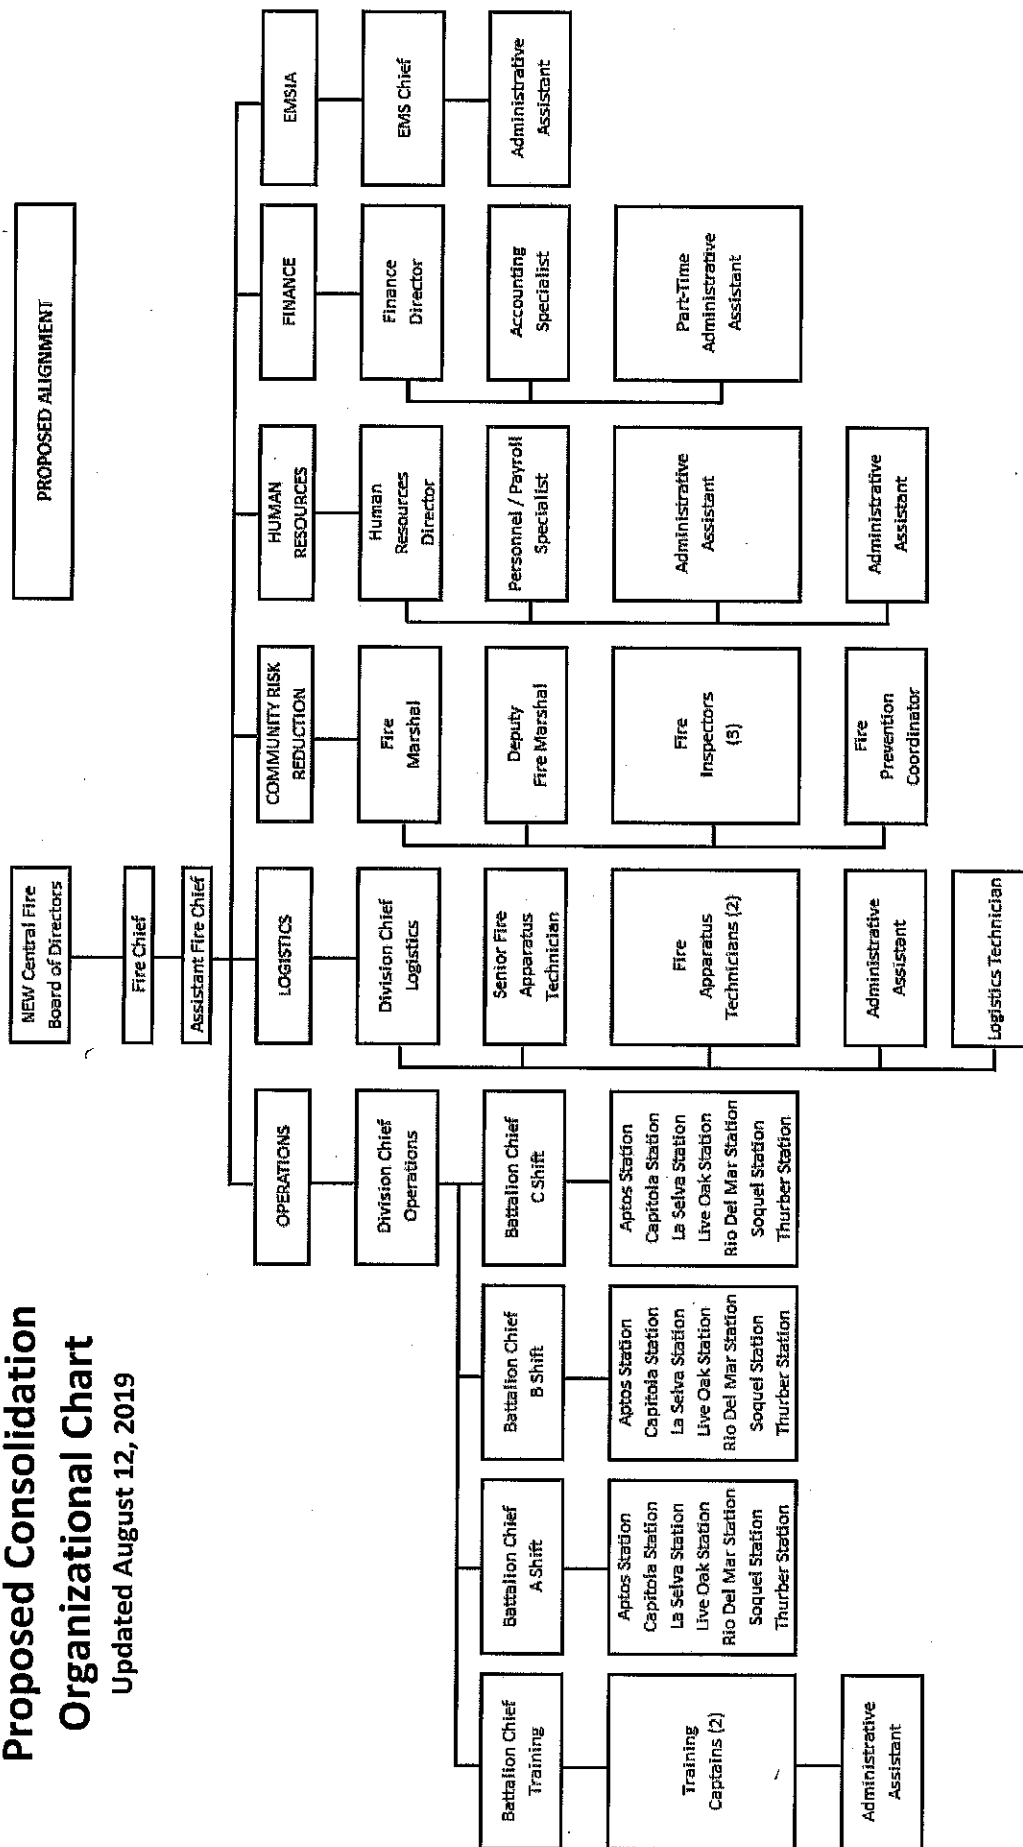 Proposed Consolidation
Organizational Chart
Updated August 12, 2019
PROPOSED ALIGNMENT
NEW Central Fire
Board of Directors
Fire Chief
Assistant Fire Chief
OPERATIONS
Division Chief
Operations
Battalion Chief
Training
Training
Captains (2)
Administrative
Assistant
Battalion Chief
A Shift
Aptos Station
Capitola Station
La Selva Station
Live Oak Station
Rio Del Mar Station
Soquel Station
Thurber Station
Battalion Chief
B Shift
Aptos Station
Capitola Station
La Selva Station
Live Oak Station
Rio Del Mar Station
Soquel Station
Thurber Station
Battalion Chief
C Shift
Aptos Station
Capitola Station
La Selva Station
Live Oak Station
Rio Del Mar Station
Soquel Station
Thurber Station
LOGISTICS
Division Chief
Logistics
Senior Fire
Apparatus
Technician
Fire
Apparatus
Technicians (2)
Administrative
Assistant
Logistics Technician
COMMUNITY RISK
REDUCTION
Fire
Marshal
Deputy
Fire Marshal
Fire
Inspectors
(3)
Fire
Prevention
Coordinator
HUMAN
RESOURCES
Human
Resources
Director
Personnel / Payroll
Specialist
Administrative
Assistant
Administrative
Assistant
FINANCE
Finance
Director
Accounting
Specialist
Part-Time
Administrative
Assistant
EMSIA
EMS Chief
Administrative
Assistant